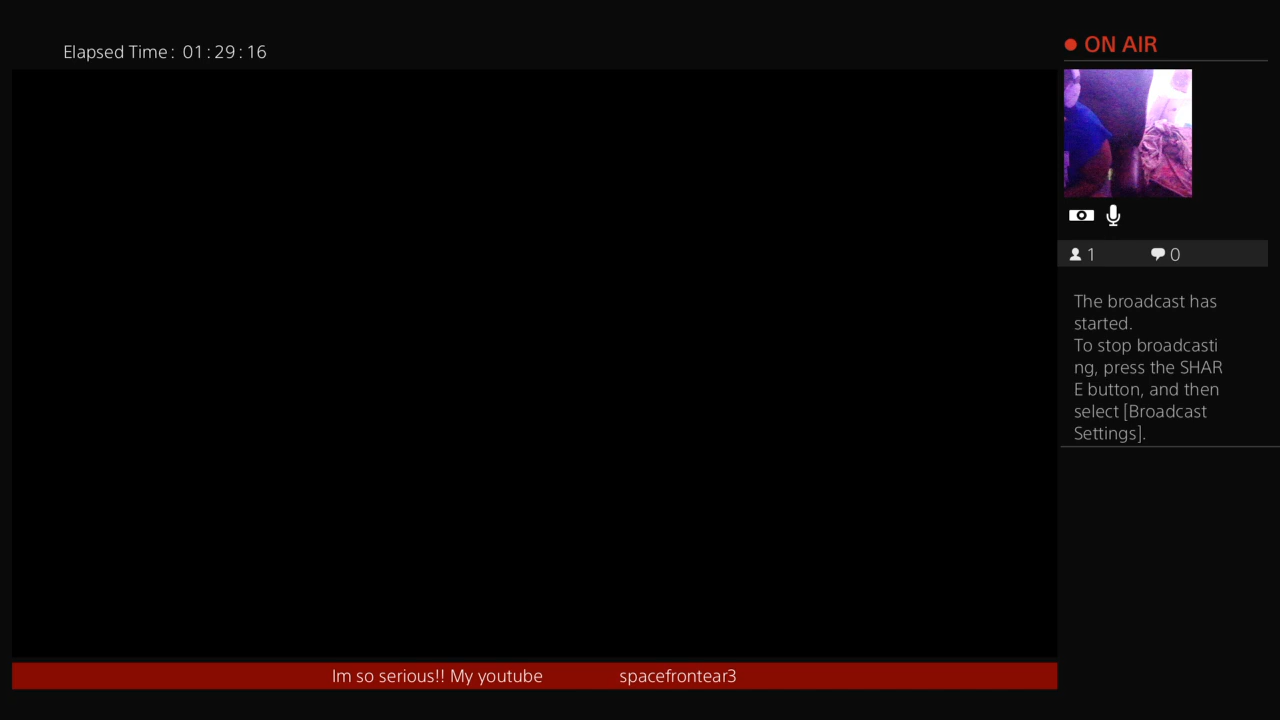 Elapsed Time: 01:29:16
ON AIR
1 0
The broadcast has
started.
To stop broadcasti
ng, press the SHAR
E button, and then
select [Broadcast
Settings].
Im so serious!! My youtube spacefrontear3